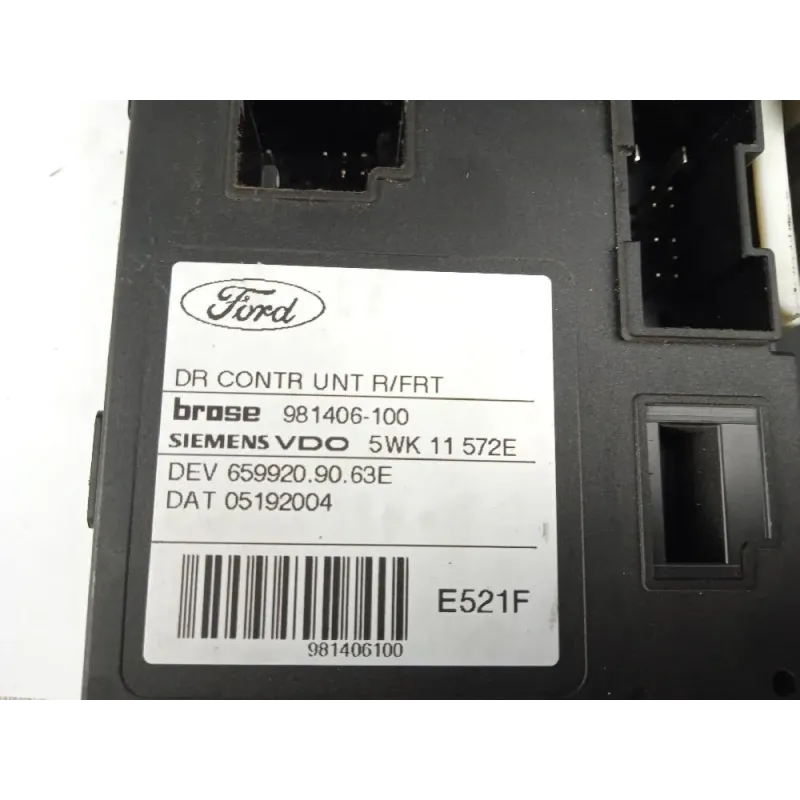 Ford
DR CONTR UNT R/FRT
brose 981406-100
SIEMENS VDO 5WK 11 572E
DEV 659920.90.63E
DAT 05192004
E521F
981406100